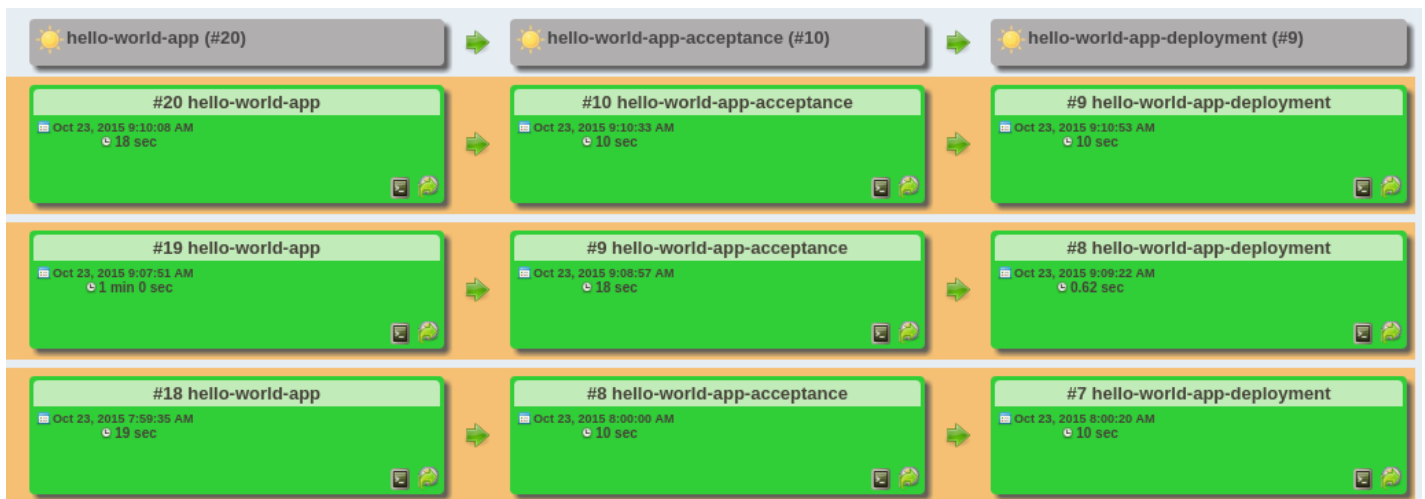 hello-world-app (#20)
hello-world-app-acceptance (#10)
hello-world-app-deployment (#9)
#20 hello-world-app
Oct 23, 2015 9:10:08 AM
18 sec
#10 hello-world-app-acceptance
Oct 23, 2015 9:10:33 AM
10 sec
#9 hello-world-app-deployment
Oct 23, 2015 9:10:53 AM
10 sec
#19 hello-world-app
Oct 23, 2015 9:07:51 AM
1 min 0 sec
#9 hello-world-app-acceptance
Oct 23, 2015 9:08:57 AM
18 sec
#8 hello-world-app-deployment
Oct 23, 2015 9:09:22 AM
0.62 sec
#18 hello-world-app
Oct 23, 2015 7:59:35 AM
19 sec
#8 hello-world-app-acceptance
Oct 23, 2015 8:00:00 AM
10 sec
#7 hello-world-app-deployment
Oct 23, 2015 8:00:20 AM
10 sec